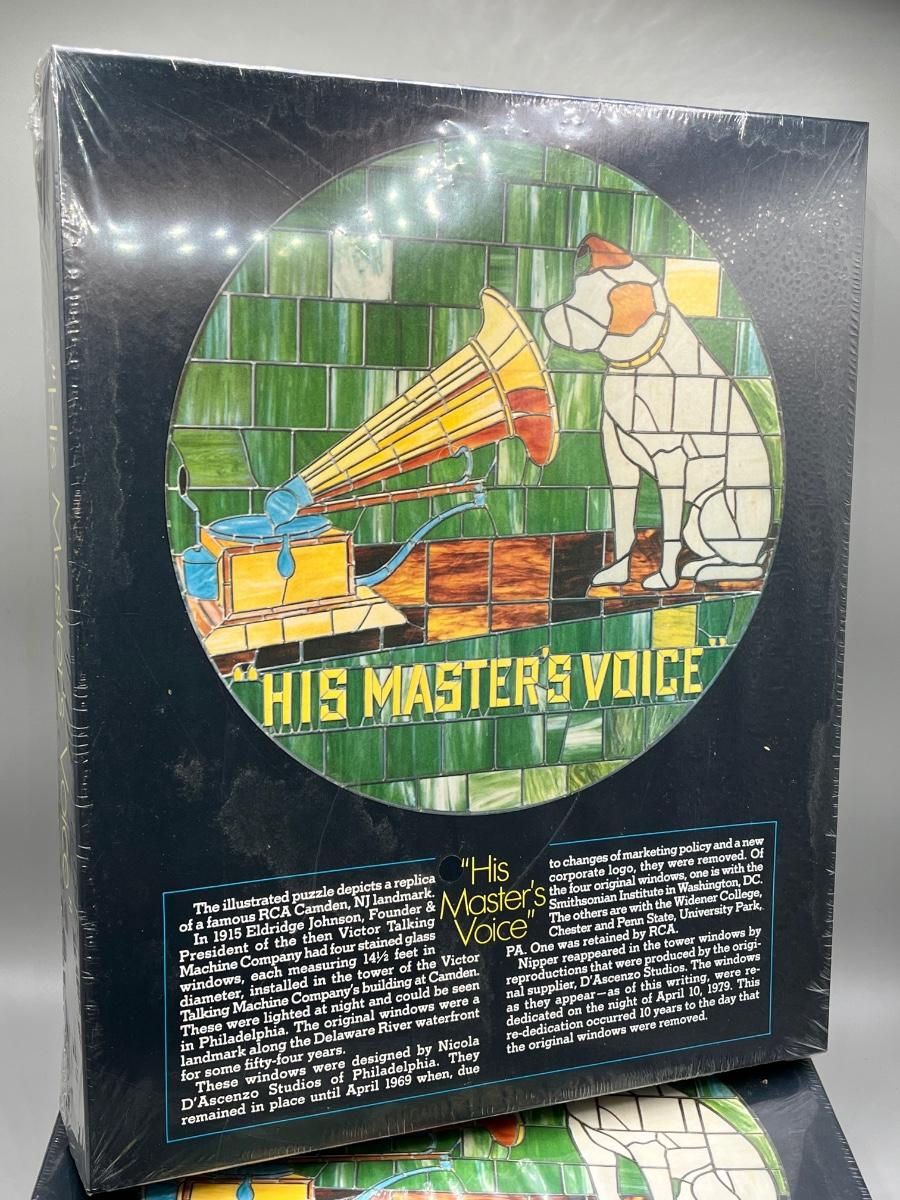 "HIS MASTER'S VOICE"
"His Master's Voice"
"His
Master's
Voice"
The illustrated puzzle depicts a replica
of a famous RCA Camden, NJ landmark.
In 1915 Eldridge Johnson, Founder &
President of the then Victor Talking
Machine Company had four stained glass
windows, each measuring 14½ feet in
diameter, installed in the tower of the Victor
Talking Machine Company's building at Camden.
These were lighted at night and could be seen
in Philadelphia. The original windows were a
landmark along the Delaware River waterfront
for some fifty-four years.
These windows were designed by Nicola
D'Ascenzo Studios of Philadelphia. They
remained in place until April 1969 when, due
to changes of marketing policy and a new
corporate logo, they were removed. Of
the four original windows, one is with the
Smithsonian Institute in Washington, DC.
The others are with the Widener College,
Chester and Penn State, University Park,
PA. One was retained by RCA.
Nipper reappeared in the tower windows by
reproductions that were produced by the origi-
nal supplier, D'Ascenzo Studios. The windows
as they appear—as of this writing, were re-
dedicated on the night of April 10, 1979. This
re-dedication occurred 10 years to the day that
the original windows were removed.